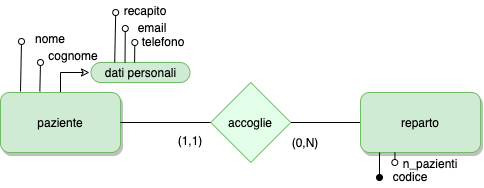 recapito
email
telefono
nome
cognome
dati personali
paziente
accoglie
reparto
(1,1)
(0,N)
n_pazienti
codice